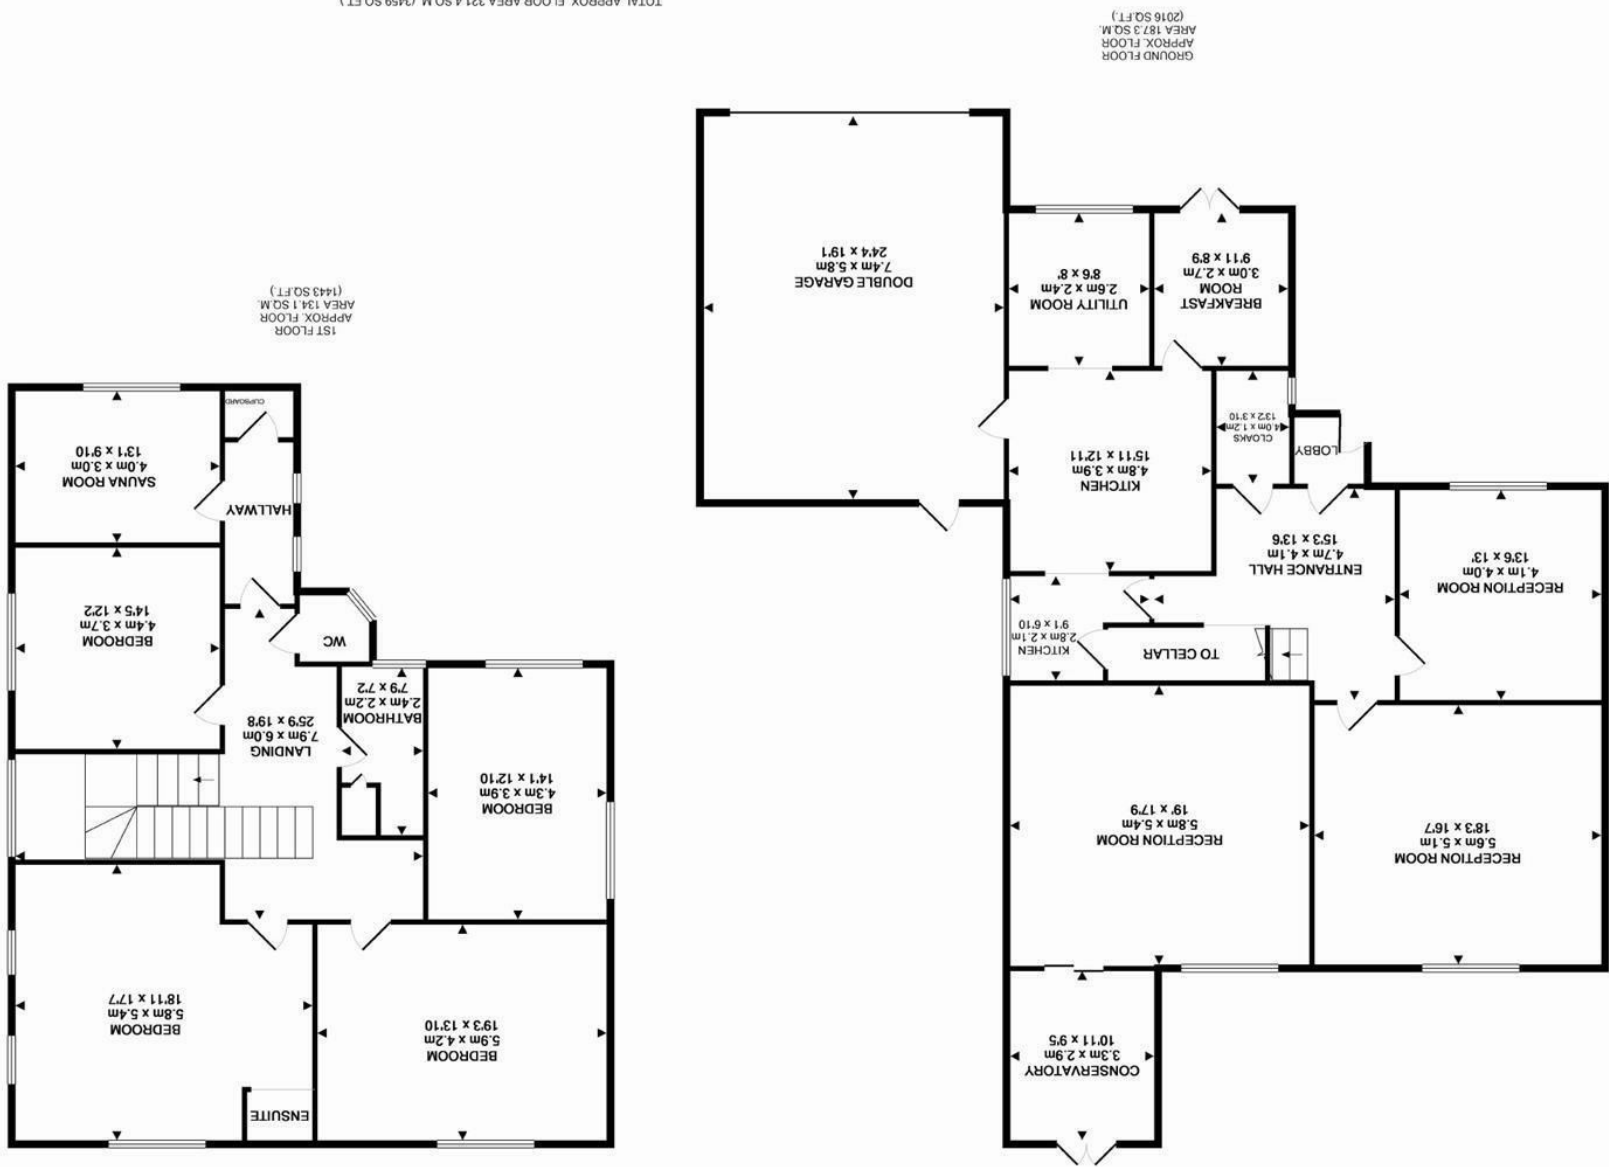 CONSERVATORY
3.3m x 2.9m
10'11 x 9'5
RECEPTION ROOM
5.6m x 5.1m
18'3 x 16'7
RECEPTION ROOM
5.8m x 5.4m
19' x 17'9
TO CELLAR
KITCHEN
2.8m x 2.1m
9'1 x 6'10
RECEPTION ROOM
4.1m x 4.0m
13'6 x 13'
ENTRANCE HALL
4.7m x 4.1m
15'3 x 13'6
KITCHEN
4.8m x 3.9m
15'11 x 12'11
LOBBY
CLOAKS
4.0m x 1.2m
13'2 x 3'10
BREAKFAST
ROOM
3.0m x 2.7m
9'11 x 8'9
UTILITY ROOM
2.6m x 2.4m
8'6 x 8'
DOUBLE GARAGE
7.4m x 5.8m
24'4 x 19'1
GROUND FLOOR
APPROX. FLOOR
AREA 187.3 SQ.M.
(2016 SQ.FT.)
ENSUITE
BEDROOM
5.9m x 4.2m
19'3 x 13'10
BEDROOM
5.8m x 5.4m
18'11 x 17'7
BEDROOM
4.3m x 3.9m
14'1 x 12'10
BATHROOM
2.4m x 2.2m
7'9 x 7'2
LANDING
7.9m x 6.0m
25'9 x 19'8
WC
BEDROOM
4.4m x 3.7m
14'5 x 12'2
HALLWAY
SAUNA ROOM
4.0m x 3.0m
13'1 x 9'10
CUPBOARD
1ST FLOOR
APPROX. FLOOR
AREA 134.1 SQ.M.
(1443 SQ.FT.)
TOTAL APPROX. FLOOR AREA 321.4 SQ.M. (3459 SQ.FT.)